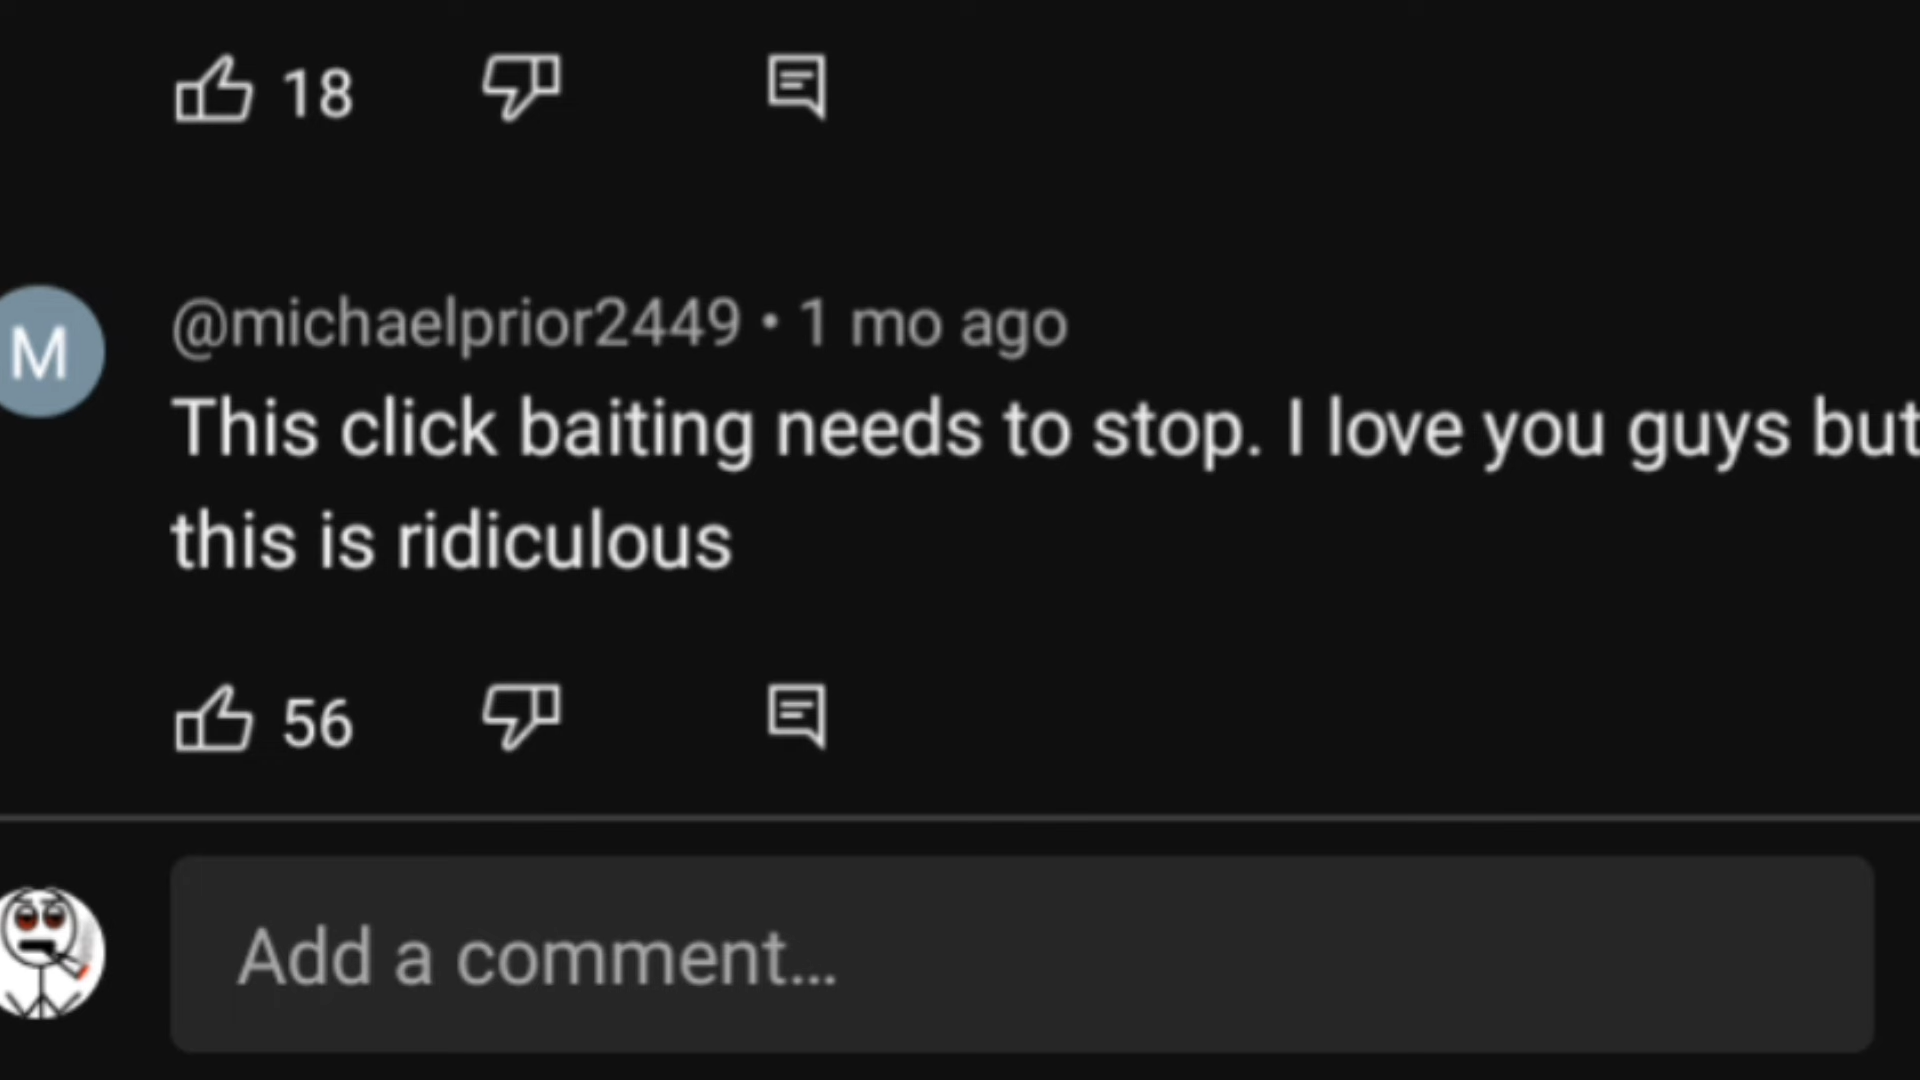 18
M
@michaelprior2449 • 1 mo ago
This click baiting needs to stop. I love you guys but
this is ridiculous
56
Add a comment...